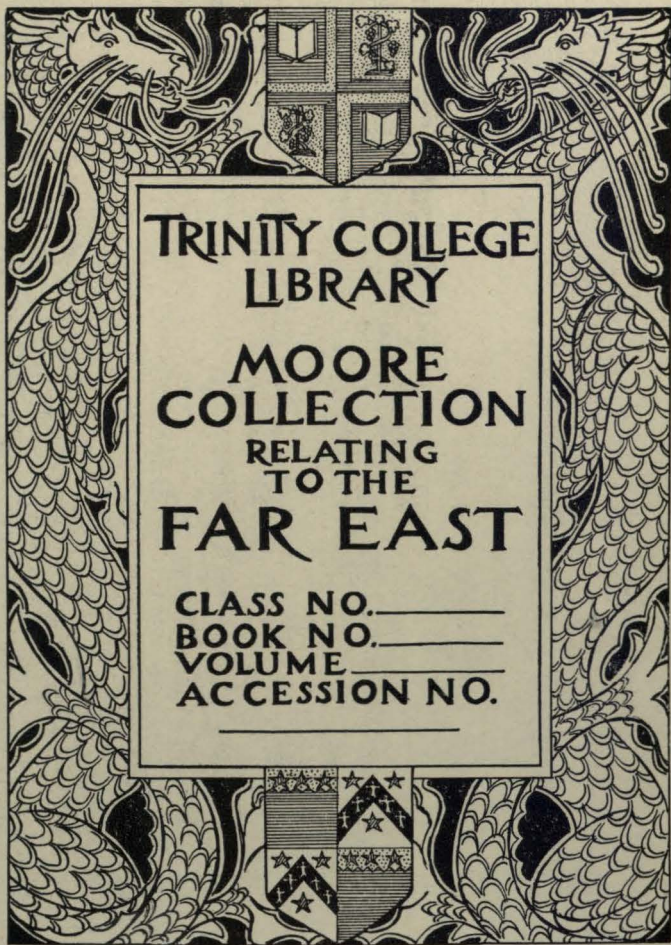 TRINITY COLLEGE
LIBRARY
MOORE
COLLECTION
RELATING
TO THE
FAR EAST
CLASS NO.
BOOK NO.
VOLUME
ACCESSION NO.